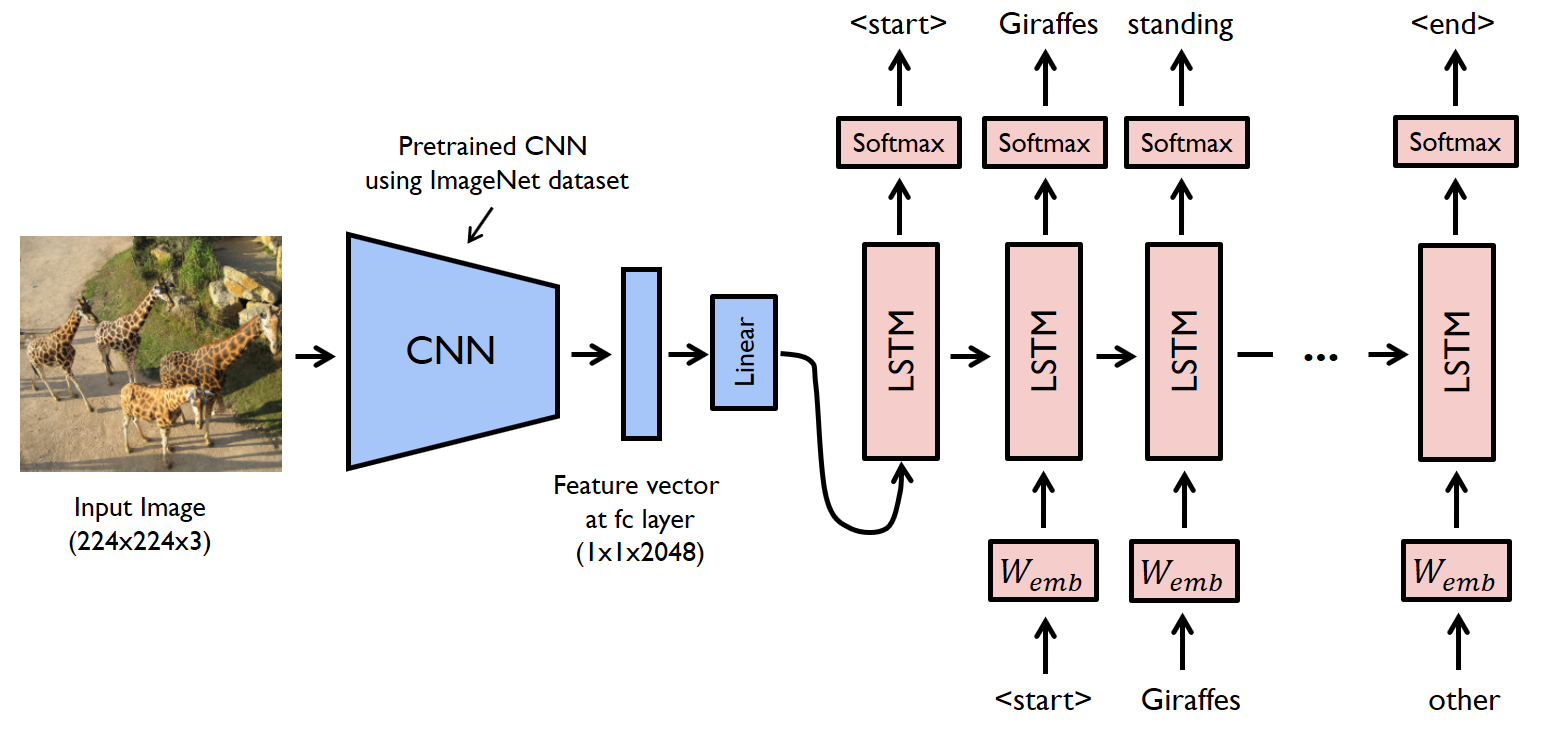 <start> Giraffes standing <end>
Softmax Softmax Softmax Softmax
Pretrained CNN
using ImageNet dataset
CNN
Linear
LSTM LSTM LSTM ... LSTM
Input Image
(224x224x3)
Feature vector
at fc layer
(1x1x2048)
W_emb W_emb W_emb
<start> Giraffes other